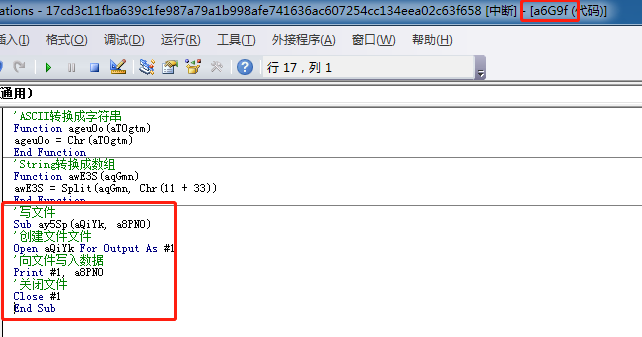 ations - 17cd3c11fba639c1fe987a79a1b998afe741636ac607254cc134eea02c63f658 [中断] - [a6G9f (代码)]
插入(I) 格式(O) 调试(D) 运行(R) 工具(T) 外接程序(A) 窗口(W) 帮助(H)
行 17, 列 1
通用)
'ASCII转换成字符串
Function ageuOo(aTOgtm)
ageuOo = Chr(aTOgtm)
End Function
'String转换成数组
Function awE3S(aqGmn)
awE3S = Split(aqGmn, Chr(11 + 33))
End Function
'写文件
Sub ay5Sp(aQiYk, a8PNO)
'创建文件文件
Open aQiYk For Output As #1
'向文件写入数据
Print #1, a8PNO
'关闭文件
Close #1
End Sub